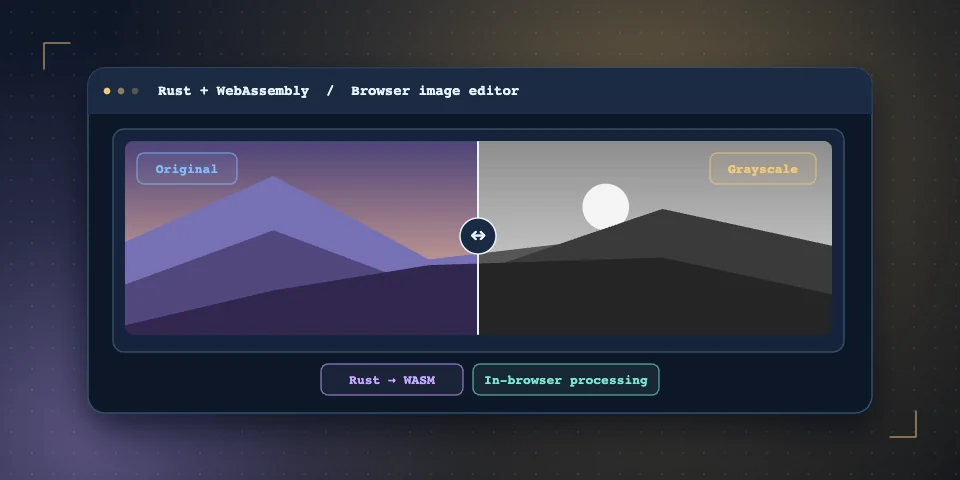 Rust + WebAssembly / Browser image editor
Original
Grayscale
Rust → WASM
In-browser processing